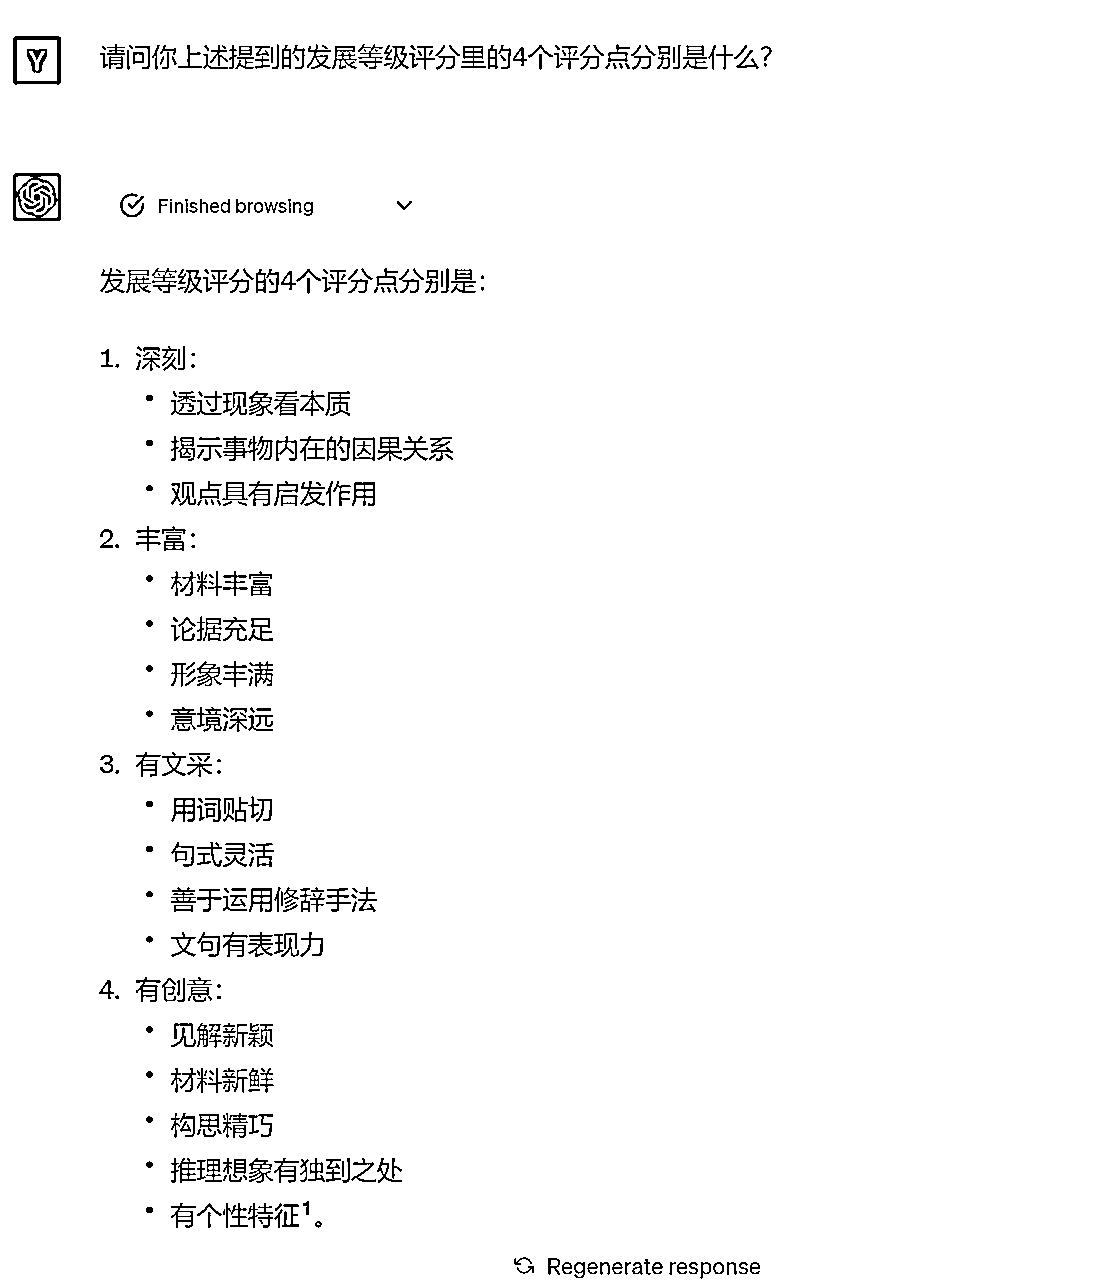 Y
请问你上述提到的发展等级评分里的4个评分点分别是什么?
Finished browsing
发展等级评分的4个评分点分别是：
1. 深刻：
• 透过现象看本质
• 揭示事物内在的因果关系
• 观点具有启发作用
2. 丰富：
• 材料丰富
• 论据充足
• 形象丰满
• 意境深远
3. 有文采：
• 用词贴切
• 句式灵活
• 善于运用修辞手法
• 文句有表现力
4. 有创意：
• 见解新颖
• 材料新鲜
• 构思精巧
• 推理想象有独到之处
• 有个性特征¹。
Regenerate response